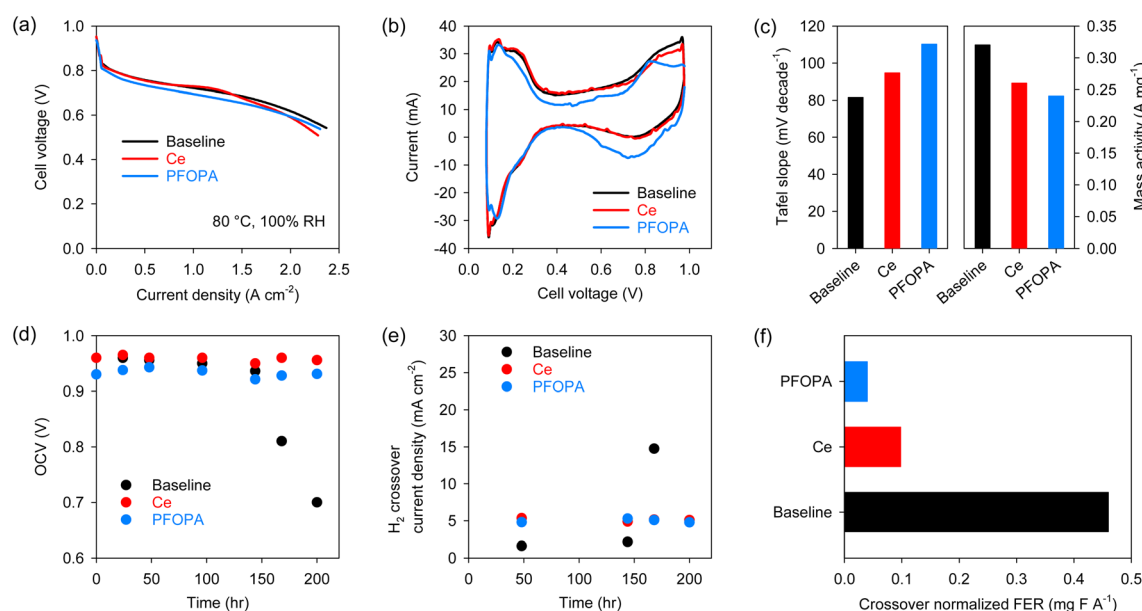 (a)
1.0
0.8
0.6
0.4
0.2
0.0
Cell voltage (V)
Baseline
Ce
PFOPA
80 °C, 100% RH
0.0 0.5 1.0 1.5 2.0 2.5
Current density (A cm⁻²)
(b)
40
30
20
10
0
-10
-20
-30
-40
Current (mA)
Baseline
Ce
PFOPA
0.0 0.2 0.4 0.6 0.8 1.0
Cell voltage (V)
(c)
120
100
80
60
40
20
0
Tafel slope (mV decade⁻¹)
Baseline
Ce
PFOPA
Baseline
Ce
PFOPA
0.35
0.30
0.25
0.20
0.15
0.10
0.05
0.00
Mass activity (A mg⁻¹)
(d)
1.0
0.9
0.8
0.7
0.6
OCV (V)
Baseline
Ce
PFOPA
0 50 100 150 200
Time (hr)
(e)
30
25
20
15
10
5
0
H₂ crossover
current density (mA cm⁻²)
Baseline
Ce
PFOPA
0 50 100 150 200
Time (hr)
(f)
PFOPA
Ce
Baseline
0.0 0.1 0.2 0.3 0.4 0.5
Crossover normalized FER (mg F A⁻¹)